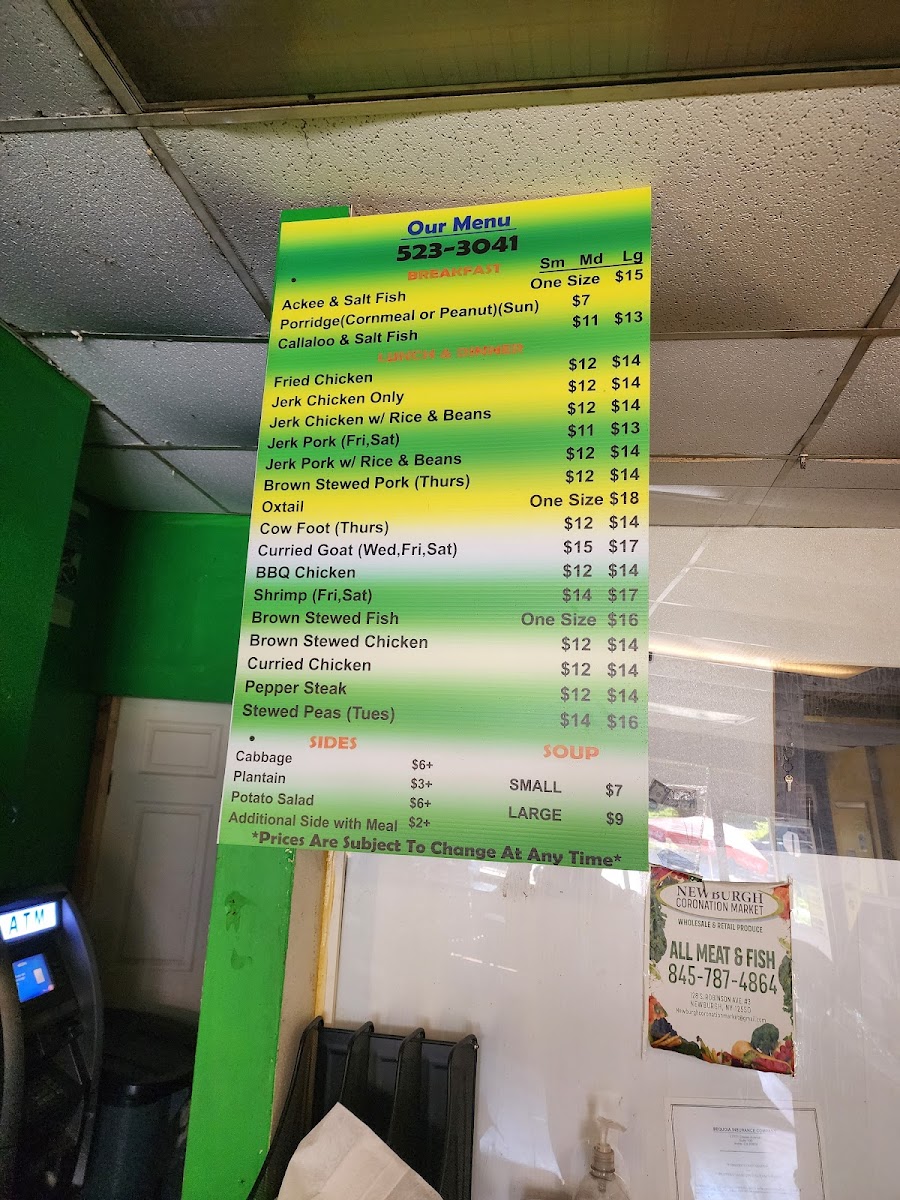 Our Menu
523-3041
BREAKFAST
Sm Md Lg
Ackee & Salt Fish One Size $15
Porridge(Cornmeal or Peanut)(Sun) $7
Callaloo & Salt Fish $11 $13
LUNCH & DINNER
Fried Chicken $12 $14
Jerk Chicken Only $12 $14
Jerk Chicken w/ Rice & Beans $12 $14
Jerk Pork (Fri,Sat) $11 $13
Jerk Pork w/ Rice & Beans $12 $14
Brown Stewed Pork (Thurs) $12 $14
Oxtail One Size $18
Cow Foot (Thurs) $12 $14
Curried Goat (Wed,Fri,Sat) $15 $17
BBQ Chicken $12 $14
Shrimp (Fri,Sat) $14 $17
Brown Stewed Fish One Size $16
Brown Stewed Chicken $12 $14
Curried Chicken $12 $14
Pepper Steak $12 $14
Stewed Peas (Tues) $14 $16
SIDES
Cabbage $6+
Plantain $3+
Potato Salad $6+
Additional Side with Meal $2+
SOUP
SMALL $7
LARGE $9
*Prices Are Subject To Change At Any Time*
ATM
NEWBURGH
CORONATION MARKET
WHOLESALE & RETAIL PRODUCE
ALL MEAT & FISH
845-787-4864
ROBINSON AVE, #3
NEWBURGH, NY 12550